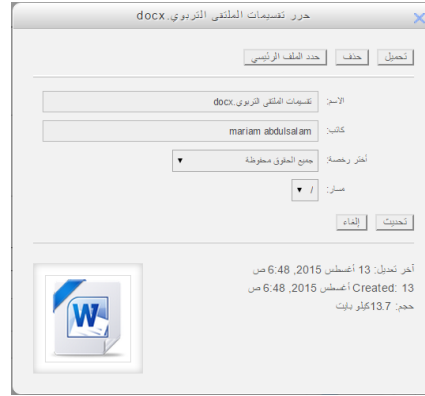 حرر تقسيمات الملتقى التربوي.docx
تحميل حذف حدد الملف الرئيسي
الاسم: تقسيمات الملتقى التربوي.docx
كاتب: mariam abdulsalam
أختر رخصة: جميع الحقوق محفوظة
مسار: /
تحديث إلغاء
آخر تعديل: 13 أغسطس 2015, 6:48 ص
Created: 13 أغسطس 2015, 6:48 ص
حجم: 13.7كيلو بايت